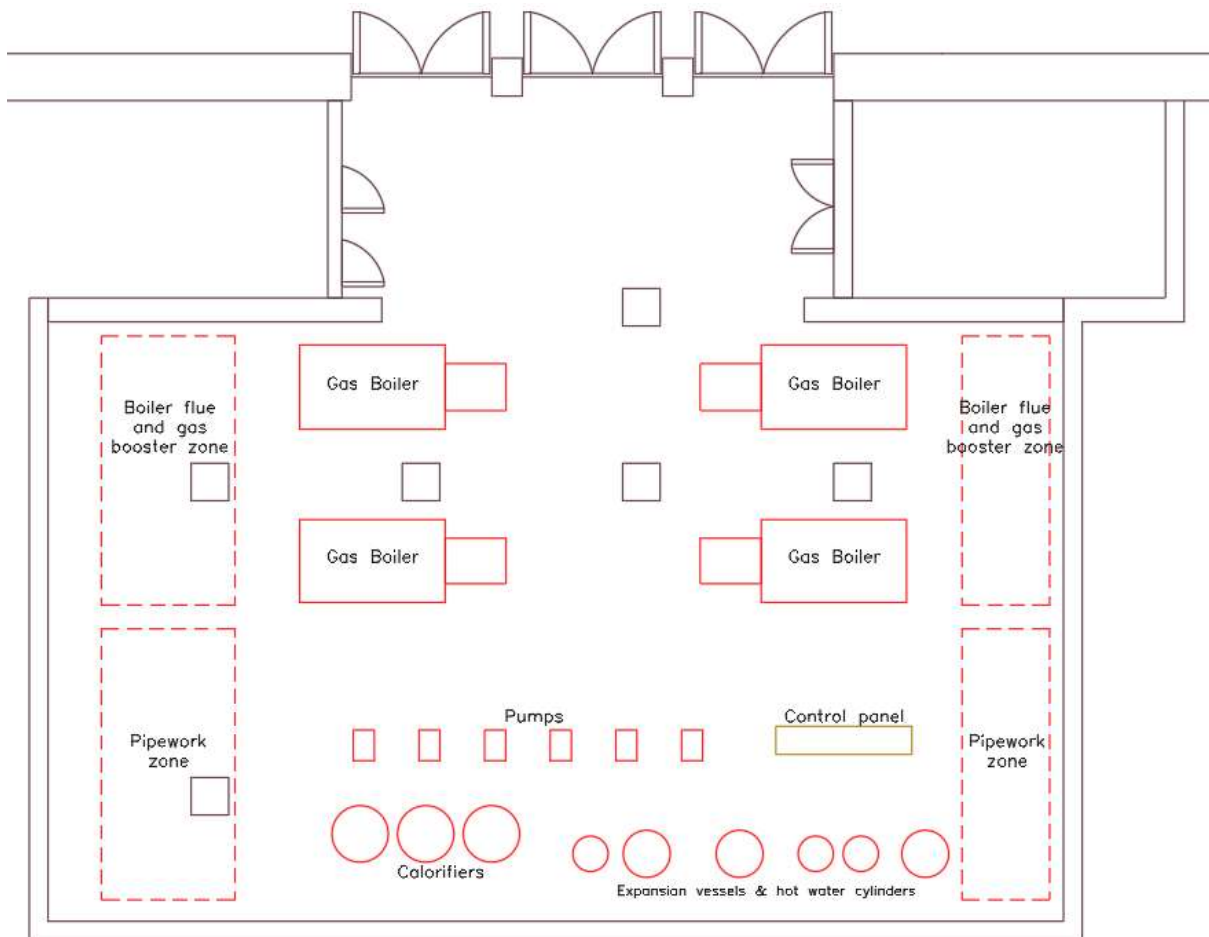 Gas Boiler
Gas Boiler
Boiler flue
and gas
booster zone
Boiler flue
and gas
booster zone
Gas Boiler
Gas Boiler
Pumps
Control panel
Pipework
zone
Pipework
zone
Calorifiers
Expansion vessels & hot water cylinders